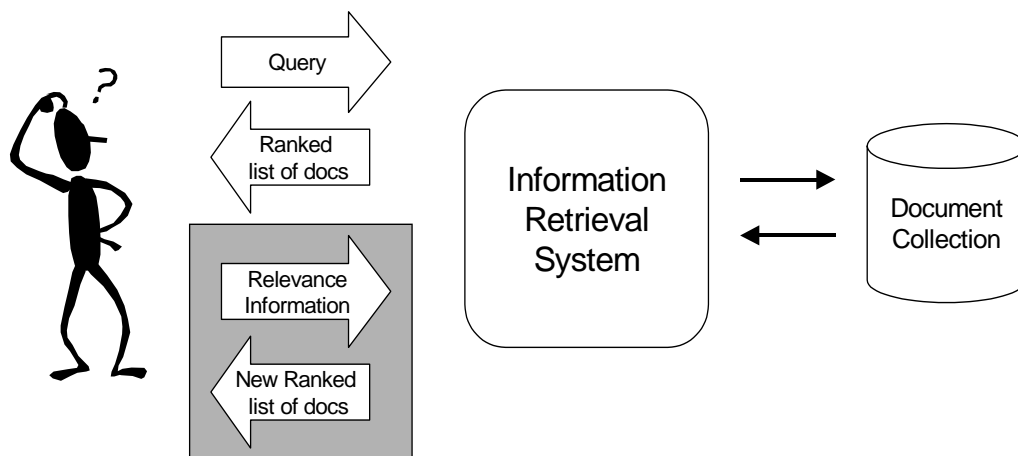 ?
Query
Ranked
list of docs
Relevance
Information
New Ranked
list of docs
Information
Retrieval
System
Document
Collection